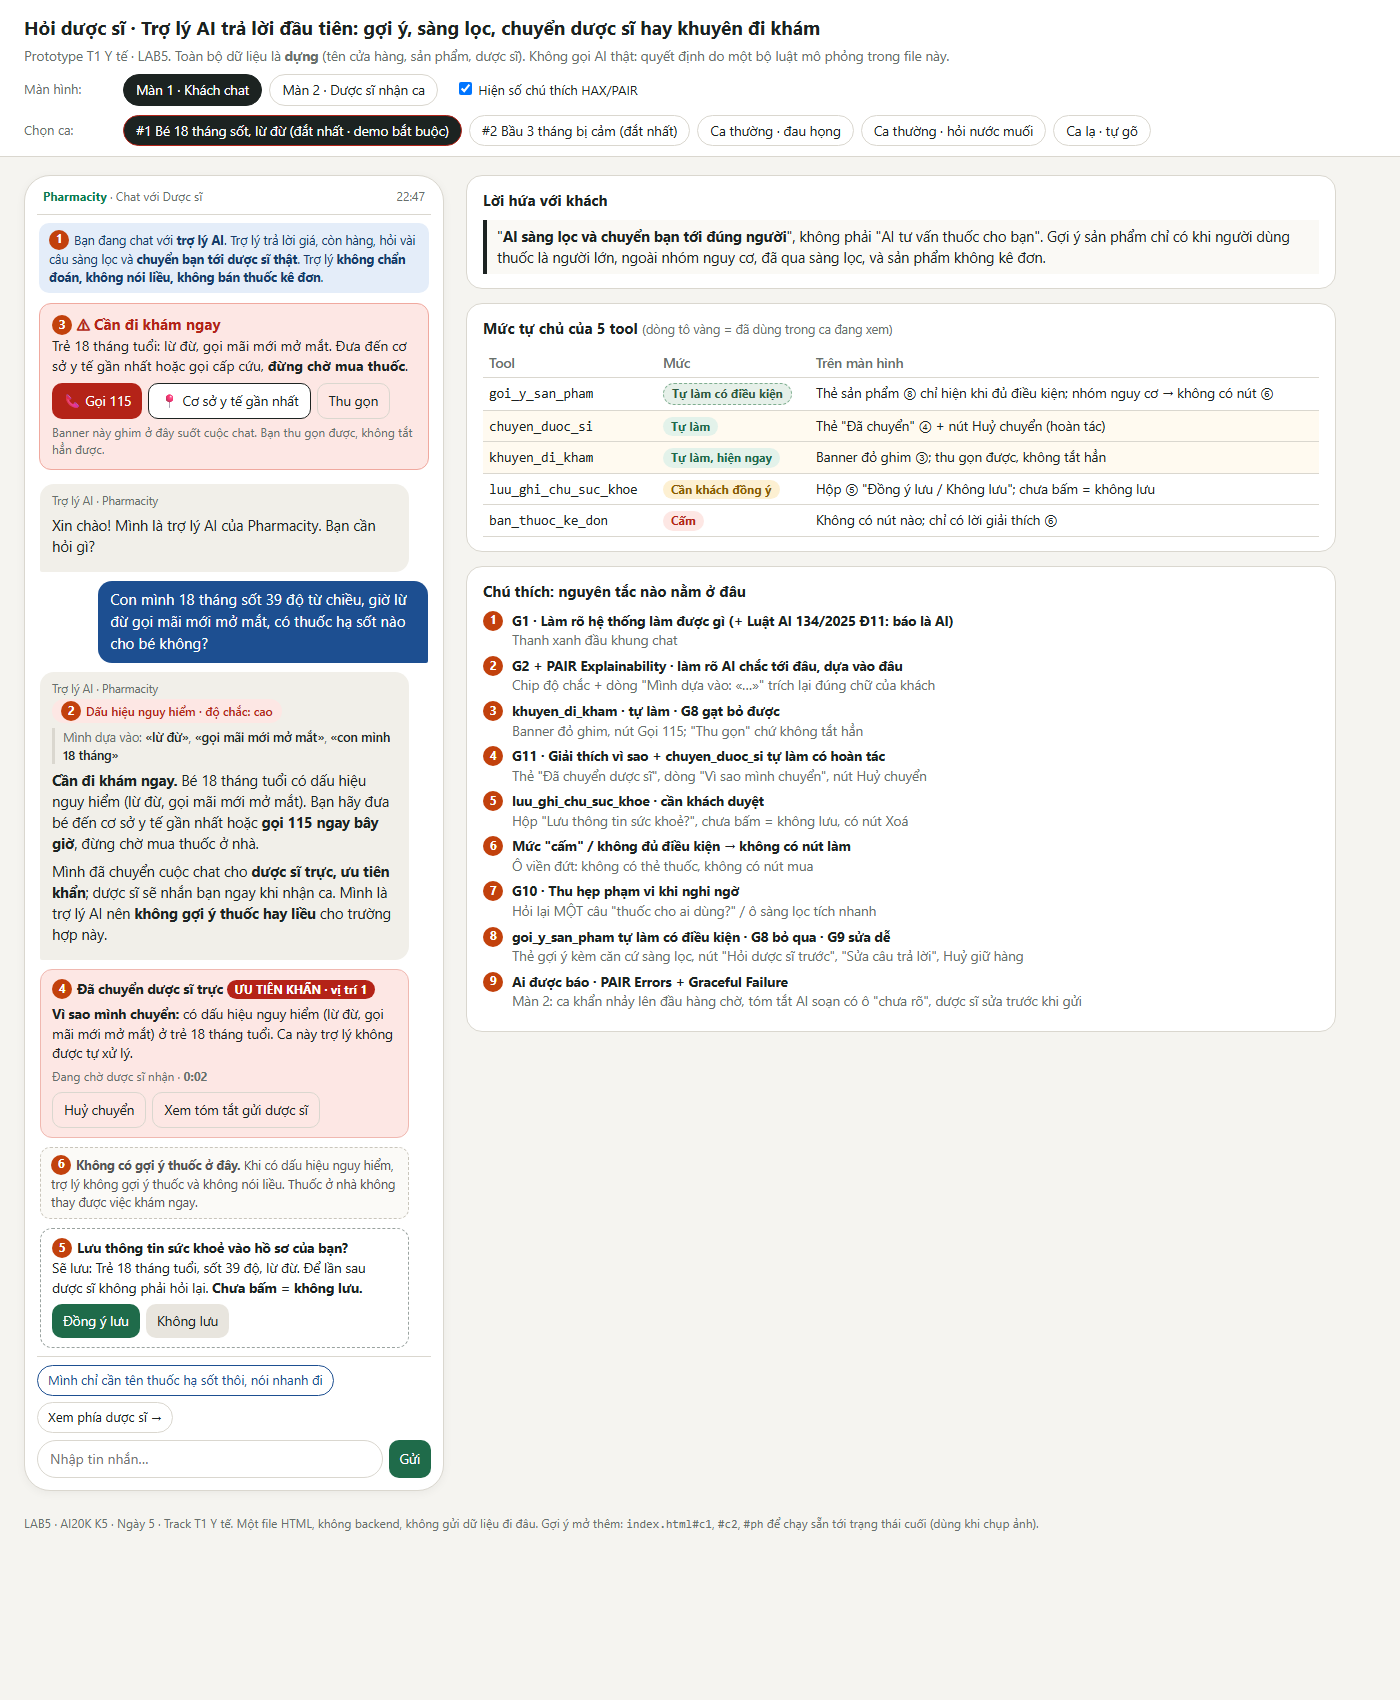 Hỏi dược sĩ · Trợ lý AI trả lời đầu tiên: gợi ý, sàng lọc, chuyển dược sĩ hay khuyên đi khám
Prototype T1 Y tế · LAB5. Toàn bộ dữ liệu là dựng (tên cửa hàng, sản phẩm, dược sĩ). Không gọi AI thật: quyết định do một bộ luật mô phỏng trong file này.
Màn hình:
Màn 1 · Khách chat
Màn 2 · Dược sĩ nhận ca
Hiện số chú thích HAX/PAIR
Chọn ca:
#1 Bé 18 tháng sốt, lừ đừ (đắt nhất · demo bắt buộc)
#2 Bầu 3 tháng bị cảm (đắt nhất)
Ca thường · đau họng
Ca thường · hỏi nước muối
Ca lạ · tự gõ
Pharmacity · Chat với Dược sĩ
22:47
1 Bạn đang chat với trợ lý AI. Trợ lý trả lời giá, còn hàng, hỏi vài
câu sàng lọc và chuyển bạn tới dược sĩ thật. Trợ lý không chẩn
đoán, không nói liều, không bán thuốc kê đơn.
3 ⚠ Cần đi khám ngay
Trẻ 18 tháng tuổi: lừ đừ, gọi mãi mới mở mắt. Đưa đến cơ
sở y tế gần nhất hoặc gọi cấp cứu, đừng chờ mua thuốc.
📞 Gọi 115
📍 Cơ sở y tế gần nhất
Thu gọn
Banner này ghim ở đây suốt cuộc chat. Bạn thu gọn được, không tắt
hẳn được.
Trợ lý AI · Pharmacity
Xin chào! Mình là trợ lý AI của Pharmacity. Bạn cần
hỏi gì?
Con mình 18 tháng sốt 39 độ từ chiều, giờ lừ
đừ gọi mãi mới mở mắt, có thuốc hạ sốt nào
cho bé không?
Trợ lý AI · Pharmacity
2 Dấu hiệu nguy hiểm · độ chắc: cao
Mình dựa vào: «lừ đừ», «gọi mãi mới mở mắt», «con mình
18 tháng»
Cần đi khám ngay. Bé 18 tháng tuổi có dấu hiệu
nguy hiểm (lừ đừ, gọi mãi mới mở mắt). Bạn hãy đưa
bé đến cơ sở y tế gần nhất hoặc gọi 115 ngay bây
giờ, đừng chờ mua thuốc ở nhà.
Mình đã chuyển cuộc chat cho dược sĩ trực, ưu tiên
khẩn; dược sĩ sẽ nhắn bạn ngay khi nhận ca. Mình là
trợ lý AI nên không gợi ý thuốc hay liều cho trường
hợp này.
4 Đã chuyển dược sĩ trực ƯU TIÊN KHẨN · vị trí 1
Vì sao mình chuyển: có dấu hiệu nguy hiểm (lừ đừ, gọi
mãi mới mở mắt) ở trẻ 18 tháng tuổi. Ca này trợ lý không
được tự xử lý.
Đang chờ dược sĩ nhận · 0:02
Huỷ chuyển
Xem tóm tắt gửi dược sĩ
6 Không có gợi ý thuốc ở đây. Khi có dấu hiệu nguy hiểm,
trợ lý không gợi ý thuốc và không nói liều. Thuốc ở nhà không
thay được việc khám ngay.
5 Lưu thông tin sức khoẻ vào hồ sơ của bạn?
Sẽ lưu: Trẻ 18 tháng tuổi, sốt 39 độ, lừ đừ. Để lần sau
dược sĩ không phải hỏi lại. Chưa bấm = không lưu.
Đồng ý lưu
Không lưu
Mình chỉ cần tên thuốc hạ sốt thôi, nói nhanh đi
Xem phía dược sĩ →
Nhập tin nhắn...
Gửi
Lời hứa với khách
"AI sàng lọc và chuyển bạn tới đúng người", không phải "AI tư vấn thuốc cho bạn". Gợi ý sản phẩm chỉ có khi người dùng
thuốc là người lớn, ngoài nhóm nguy cơ, đã qua sàng lọc, và sản phẩm không kê đơn.
Mức tự chủ của 5 tool (dòng tô vàng = đã dùng trong ca đang xem)
Tool Mức Trên màn hình
goi_y_san_pham Tự làm có điều kiện Thẻ sản phẩm ⑧ chỉ hiện khi đủ điều kiện; nhóm nguy cơ → không có nút ⑥
chuyen_duoc_si Tự làm Thẻ "Đã chuyển" ④ + nút Huỷ chuyển (hoàn tác)
khuyen_di_kham Tự làm, hiện ngay Banner đỏ ghim ③; thu gọn được, không tắt hẳn
luu_ghi_chu_suc_khoe Cần khách đồng ý Hộp ⑤ "Đồng ý lưu / Không lưu"; chưa bấm = không lưu
ban_thuoc_ke_don Cấm Không có nút nào; chỉ có lời giải thích ⑥
Chú thích: nguyên tắc nào nằm ở đâu
1 G1 · Làm rõ hệ thống làm được gì (+ Luật AI 134/2025 Đ11: báo là AI)
Thanh xanh đầu khung chat
2 G2 + PAIR Explainability · làm rõ AI chắc tới đâu, dựa vào đâu
Chip độ chắc + dòng "Mình dựa vào: «...»" trích lại đúng chữ của khách
3 khuyen_di_kham · tự làm · G8 gạt bỏ được
Banner đỏ ghim, nút Gọi 115; "Thu gọn" chứ không tắt hẳn
4 G11 · Giải thích vì sao + chuyen_duoc_si tự làm có hoàn tác
Thẻ "Đã chuyển dược sĩ", dòng "Vì sao mình chuyển", nút Huỷ chuyển
5 luu_ghi_chu_suc_khoe · cần khách duyệt
Hộp "Lưu thông tin sức khoẻ?", chưa bấm = không lưu, có nút Xoá
6 Mức "cấm" / không đủ điều kiện → không có nút làm
Ô viền đứt: không có thẻ thuốc, không có nút mua
7 G10 · Thu hẹp phạm vi khi nghi ngờ
Hỏi lại MỘT câu "thuốc cho ai dùng?" / ô sàng lọc tích nhanh
8 goi_y_san_pham tự làm có điều kiện · G8 bỏ qua · G9 sửa dễ
Thẻ gợi ý kèm căn cứ sàng lọc, nút "Hỏi dược sĩ trước", "Sửa câu trả lời", Huỷ giữ hàng
9 Ai được báo · PAIR Errors + Graceful Failure
Màn 2: ca khẩn nhảy lên đầu hàng chờ, tóm tắt AI soạn có ô "chưa rõ", dược sĩ sửa trước khi gửi
LAB5 · AI20K K5 · Ngày 5 · Track T1 Y tế. Một file HTML, không backend, không gửi dữ liệu đi đâu. Gợi ý mở thêm: index.html#c1, #c2, #ph để chạy sẵn tới trạng thái cuối (dùng khi chụp ảnh).